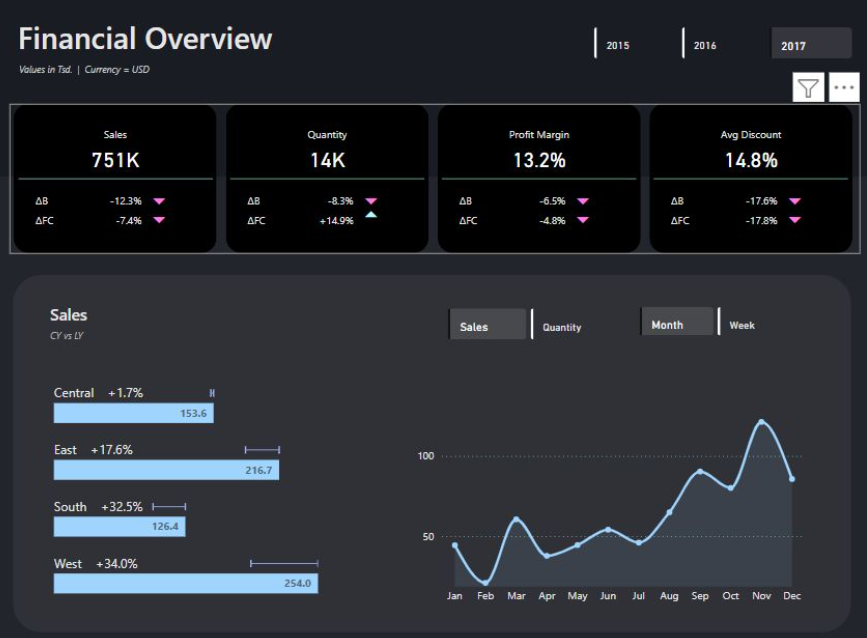 Financial Overview
2015 2016 2017
Values in Tsd. | Currency = USD
Sales
751K
ΔB -12.3%
ΔFC -7.4%
Quantity
14K
ΔB -8.3%
ΔFC +14.9%
Profit Margin
13.2%
ΔB -6.5%
ΔFC -4.8%
Avg Discount
14.8%
ΔB -17.6%
ΔFC -17.8%
Sales
CY vs LY
Sales Quantity
Month Week
Central +1.7%
153.6
East +17.6%
216.7
South +32.5%
126.4
West +34.0%
254.0
100
50
Jan Feb Mar Apr May Jun Jul Aug Sep Oct Nov Dec